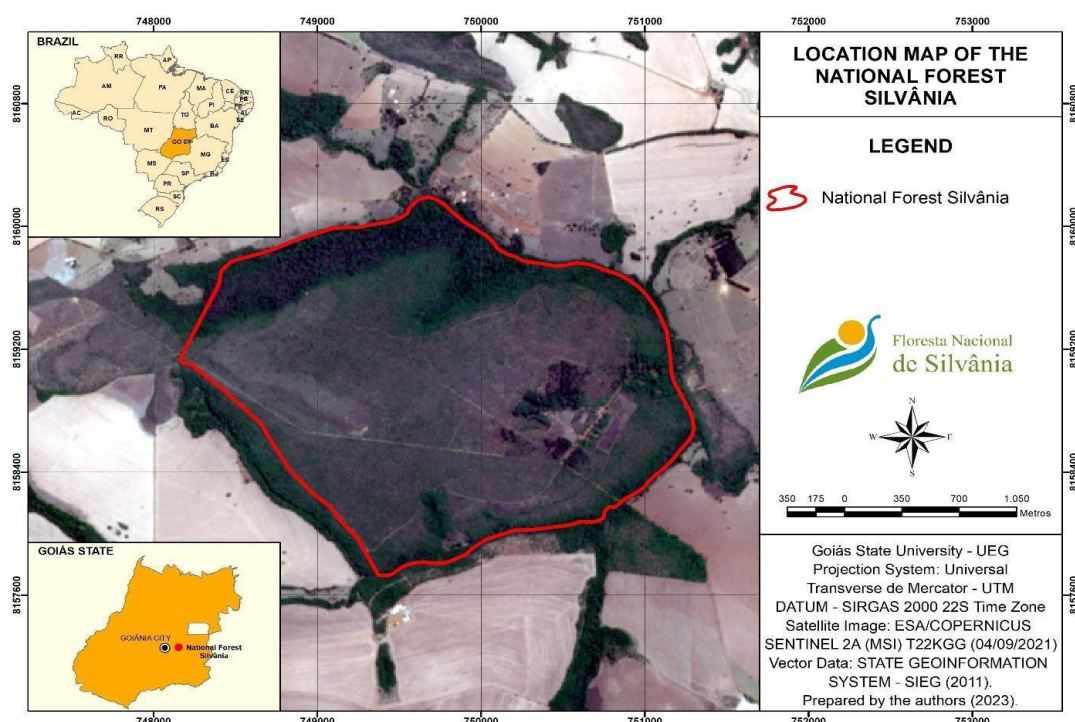 748000 749000 750000 751000 752000 753000
BRAZIL
RR
AP
AM
PA
MA
CE
RN
PB
PE
PI
AC
TO
AL
SE
RO
BA
MT
GO DF
MG
MS
ES
SP
RJ
PR
SC
RS
8160800
8160000
8159200
8158400
8157600
GOIÁS STATE
GOIÂNIA CITY
National Forest
Silvânia
LOCATION MAP OF THE
NATIONAL FOREST
SILVÂNIA
LEGEND
National Forest Silvânia
Floresta Nacional
de Silvânia
N
W E
S
350 175 0 350 700 1.050
Metros
Goiás State University - UEG
Projection System: Universal
Transverse de Mercator - UTM
DATUM - SIRGAS 2000 22S Time Zone
Satellite Image: ESA/COPERNICUS
SENTINEL 2A (MSI) T22KGG (04/09/2021)
Vector Data: STATE GEOINFORMATION
SYSTEM - SIEG (2011).
Prepared by the authors (2023).
8160800
8160000
8159200
8158400
8157600
748000 749000 750000 751000 752000 753000